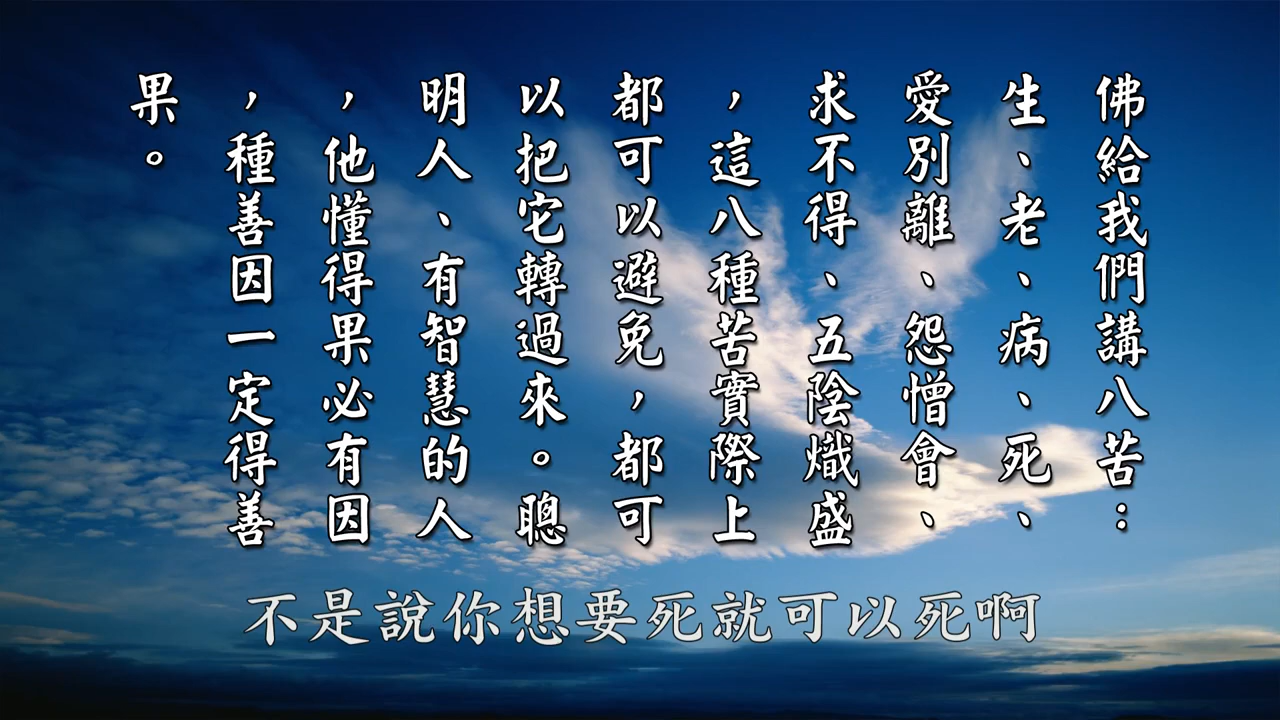 佛給我們講八苦：
生、老、病、死、
愛別離、怨憎會、
求不得、五陰熾盛
，這八種苦實際上
都可以避免，都可
以把它轉過來。聰
明人、有智慧的人
，他懂得果必有因
，種善因一定得善
果。
不是說你想要死就可以死啊